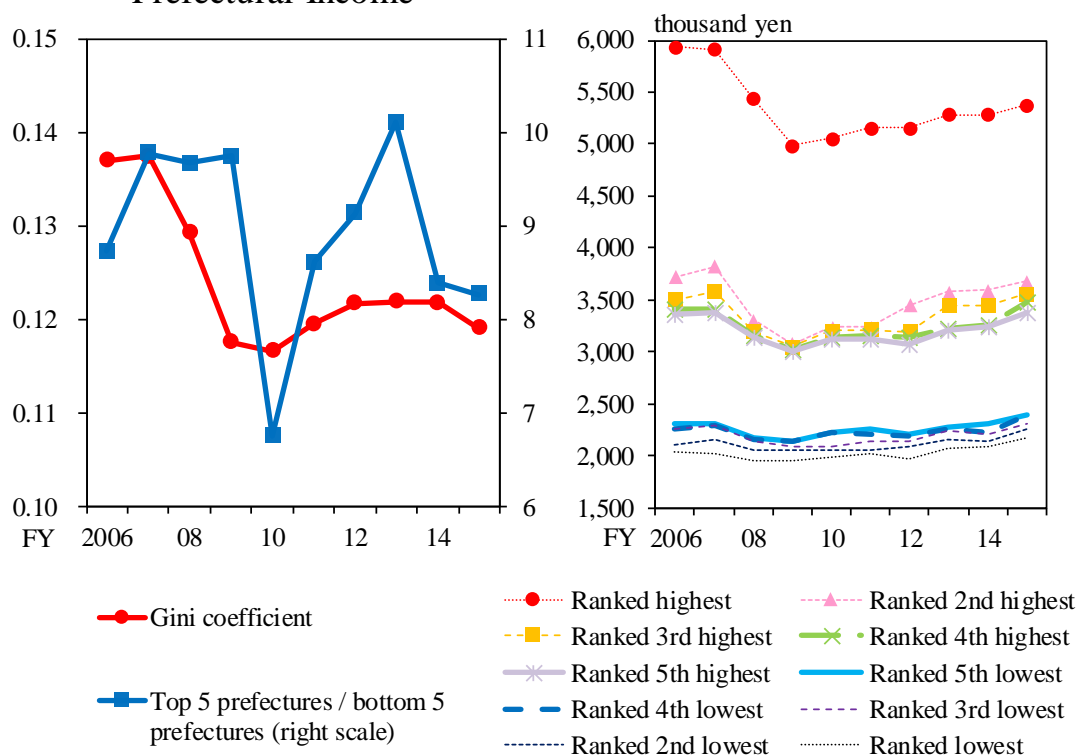 Prefectural Income
0.15
0.14
0.13
0.12
0.11
0.10
11
10
9
8
7
6
FY 2006 08 10 12 14
thousand yen
6,000
5,500
5,000
4,500
4,000
3,500
3,000
2,500
2,000
1,500
FY 2006 08 10 12 14
Gini coefficient
Top 5 prefectures / bottom 5
prefectures (right scale)
Ranked highest
Ranked 2nd highest
Ranked 3rd highest
Ranked 4th highest
Ranked 5th highest
Ranked 5th lowest
Ranked 4th lowest
Ranked 3rd lowest
Ranked 2nd lowest
Ranked lowest